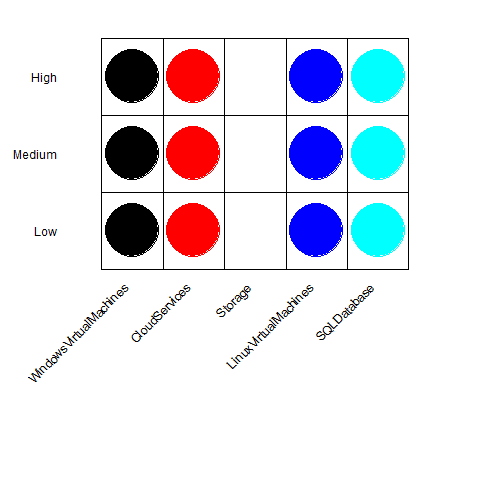 High
Medium
Low
WindowsVirtualMachines
CloudServices
Storage
LinuxVirtualMachines
SQLDatabase